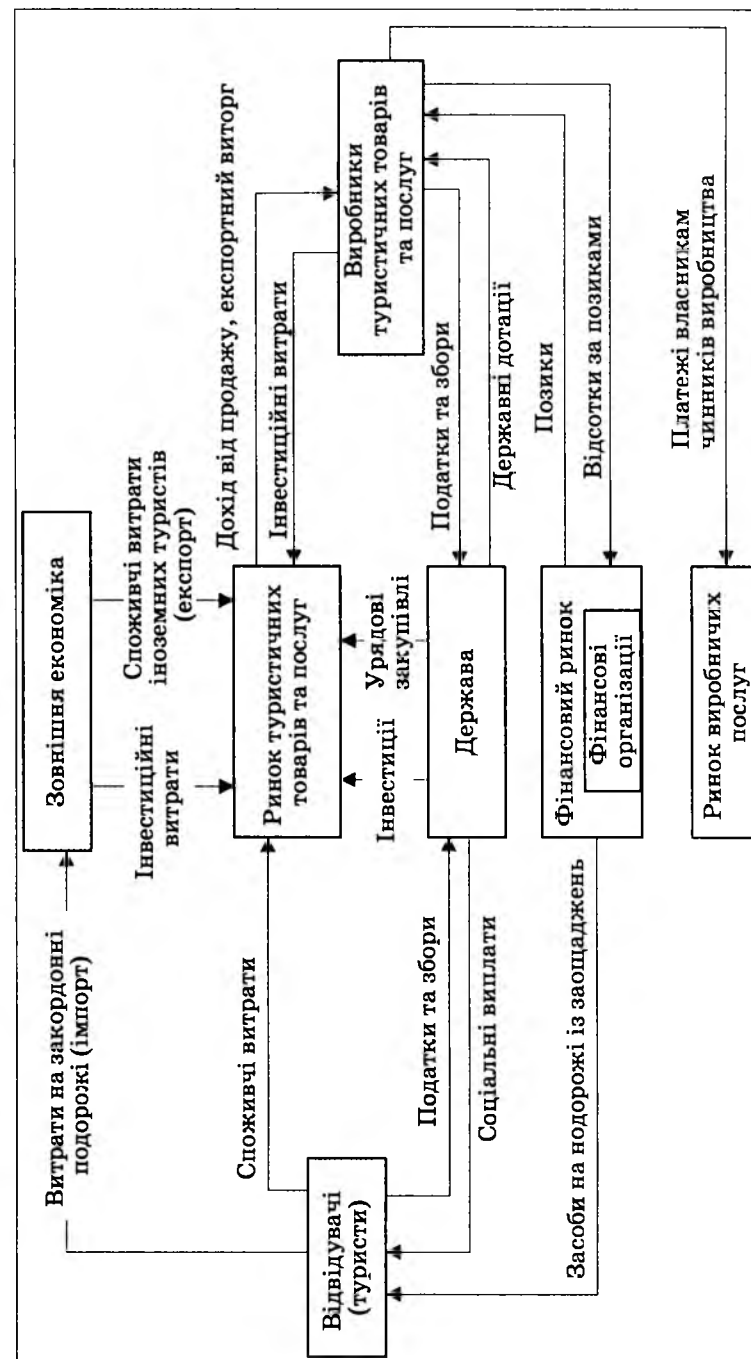 Зовнішня економіка
Витрати на закордонні
подорожі (імпорт)
Інвестиційні
витрати
Споживчі витрати
іноземних туристів
(експорт)
Дохід від продажу, експортний виторг
Споживчі витрати
Ринок туристичних
товарів та послуг
Інвестиційні витрати
Відвідувачі
(туристи)
Інвестиції
Урядові
закупівлі
Виробники
туристичних товарів
та послуг
Податки та збори
Держава
Податки та збори
Соціальні виплати
Державні дотації
Фінансовий ринок
Фінансові
організації
Позики
Відсотки за позиками
Засоби на нодорожі із заощаджень
Ринок виробничих
послуг
Платежі власникам
чинників виробництва